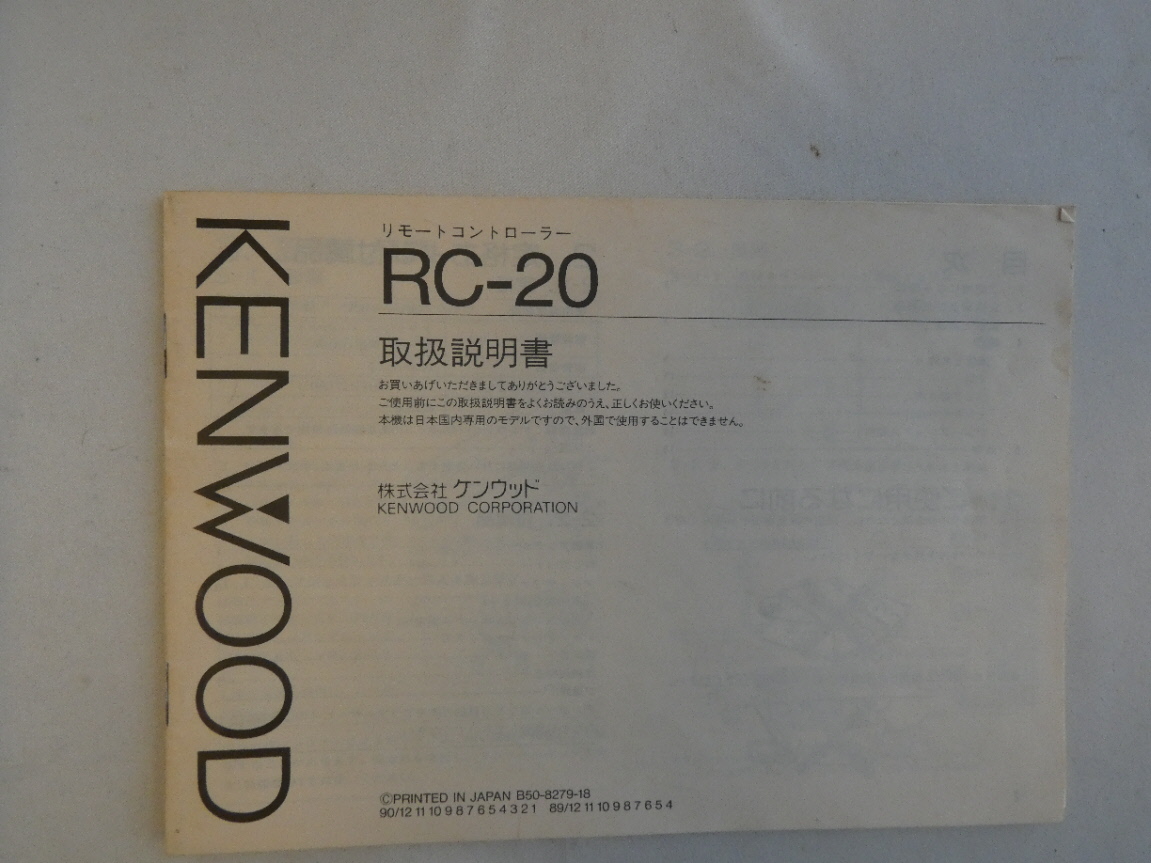 KENWOOD
リモートコントローラー
RC-20
取扱説明書
お買いあげいただきましてありがとうございました。
ご使用前にこの取扱説明書をよくお読みのうえ、正しくお使いください。
本機は日本国内専用のモデルですので、外国で使用することはできません。
株式会社 ケンウッド
KENWOOD CORPORATION
©PRINTED IN JAPAN B50-8279-18
90/12 11 10 9 8 7 6 5 4 3 2 1 89/12 11 10 9 8 7 6 5 4